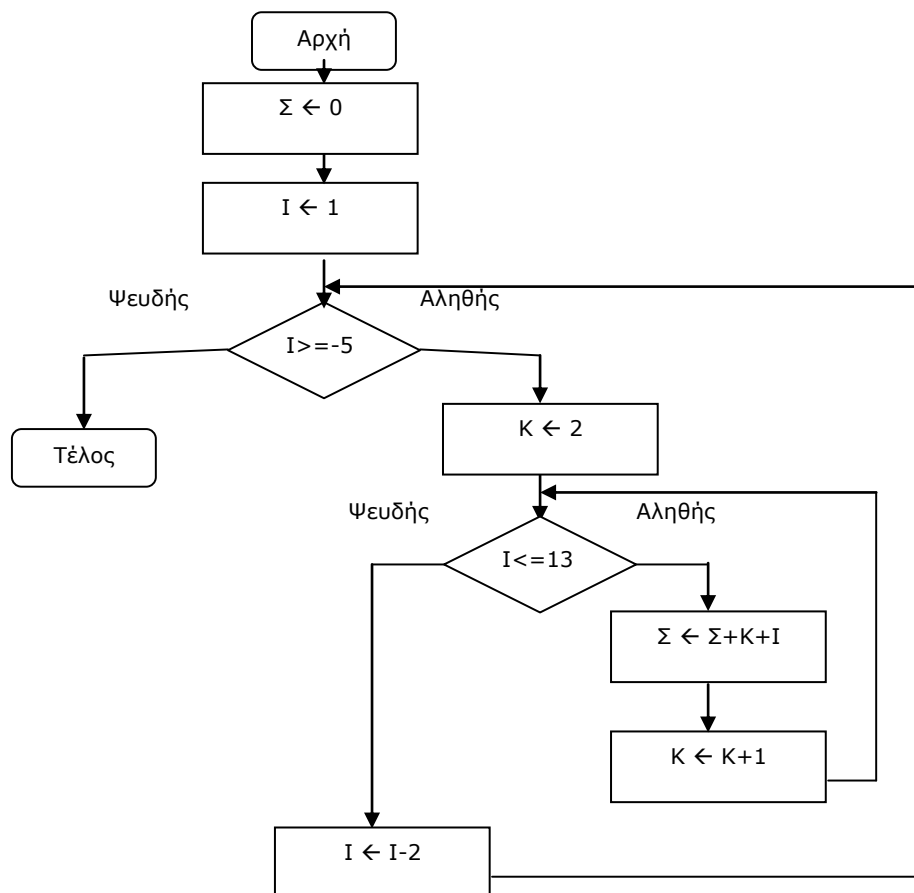 Αρχή
Σ ← 0
Ι ← 1
Ψευδής
Αληθής
Ι>=-5
Κ ← 2
Τέλος
Ψευδής
Αληθής
Ι<=13
Σ ← Σ+Κ+Ι
Κ ← Κ+1
Ι ← Ι-2